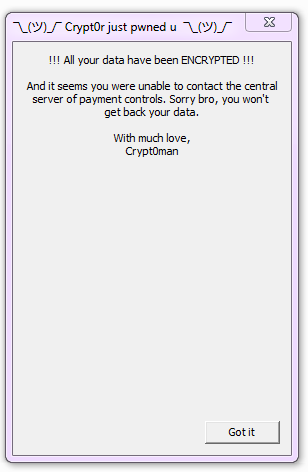 ¯\_(ツ)_/¯ Crypt0r just pwned u ¯\_(ツ)_/¯
!!! All your data have been ENCRYPTED !!!
And it seems you were unable to contact the central
server of payment controls. Sorry bro, you won't
get back your data.
With much love,
Crypt0man
Got it